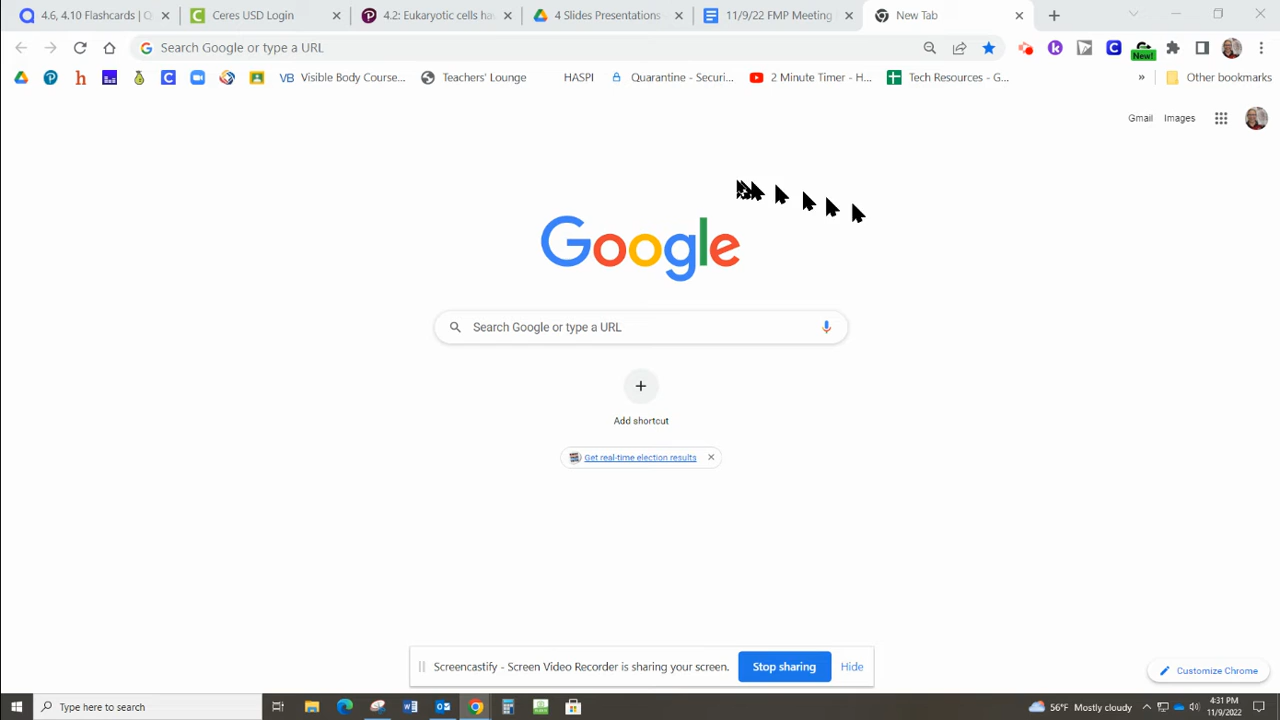 4.6, 4.10 Flashcards | Q
Ceres USD Login
4.2: Eukaryotic cells ha
4 Slides Presentations
11/9/22 FMP Meeting
New Tab
Search Google or type a URL
New!
VB Visible Body Course...
Teachers' Lounge
HASPI
Quarantine - Securi...
2 Minute Timer - H...
Tech Resources - G...
»
Other bookmarks
Gmail Images
Google
Search Google or type a URL
Add shortcut
Get real-time election results
Screencastify - Screen Video Recorder is sharing your screen. Stop sharing Hide
Customize Chrome
Type here to search
56°F Mostly cloudy
4:31 PM
11/9/2022